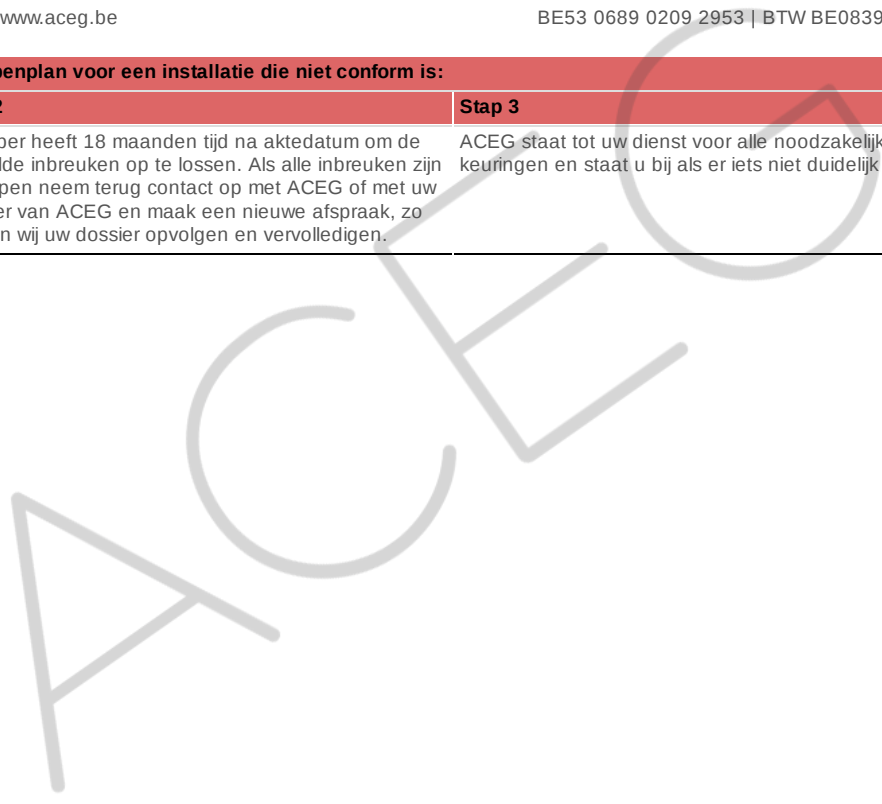 www.aceg.be BE53 0689 0209 2953 | BTW BE0839
penplan voor een installatie die niet conform is:
2 Stap 3
per heeft 18 maanden tijd na aktedatum om de ACEG staat tot uw dienst voor alle noodzakelijk
lde inbreuken op te lossen. Als alle inbreuken zijn keuringen en staat u bij als er iets niet duidelijk
pen neem terug contact op met ACEG of met uw
er van ACEG en maak een nieuwe afspraak, zo
n wij uw dossier opvolgen en vervolledigen.
ACEG